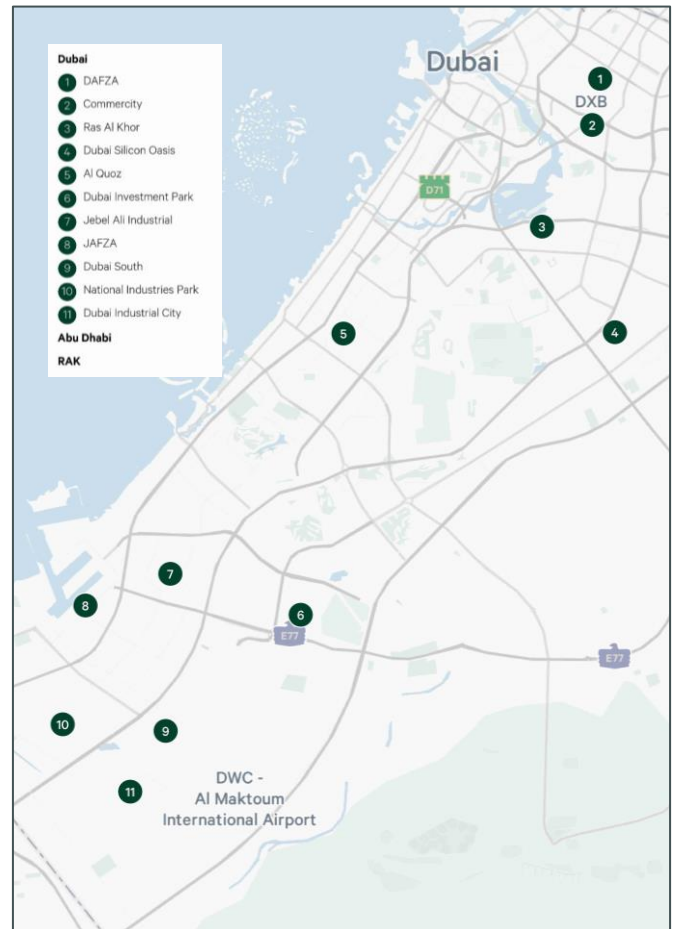 Dubai
1 DAFZA
2 Commercity
3 Ras Al Khor
4 Dubai Silicon Oasis
5 Al Quoz
6 Dubai Investment Park
7 Jebel Ali Industrial
8 JAFZA
9 Dubai South
10 National Industries Park
11 Dubai Industrial City
Abu Dhabi
RAK
Dubai
1
DXB
2
D71
3
5
4
7
8
6
E77
E77
10
9
DWC -
Al Maktoum
International Airport
11